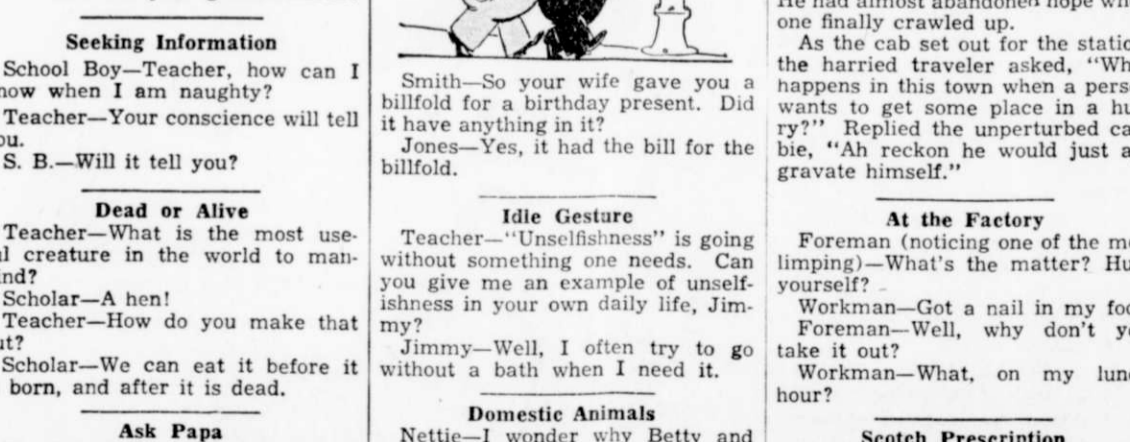 Seeking Information
School Boy—Teacher, how can I
now when I am naughty?
Teacher—Your conscience will tell
ou.
S. B.—Will it tell you?
Dead or Alive
Teacher—What is the most use-
l creature in the world to man-
nd?
Scholar—A hen!
Teacher—How do you make that
t?
Scholar—We can eat it before it
born, and after it is dead.
Ask Papa
Smith—So your wife gave you a
billfold for a birthday present. Did
it have anything in it?
Jones—Yes, it had the bill for the
billfold.
Idle Gesture
Teacher—"Unselfishness" is going
without something one needs. Can
you give me an example of unself-
ishness in your own daily life, Jim-
my?
Jimmy—Well, I often try to go
without a bath when I need it.
Domestic Animals
Nettie—I wonder why Betty and
He had almost abandoned hope wh
one finally crawled up.
As the cab set out for the static
the harried traveler asked, "Wh
happens in this town when a pers
wants to get some place in a hu
ry?" Replied the unperturbed ca
bie, "Ah reckon he would just a
gravate himself."
At the Factory
Foreman (noticing one of the m
limping)—What's the matter? Hu
yourself?
Workman—Got a nail in my foo
Foreman—Well, why don't y
take it out?
Workman—What, on my lun
hour?
Scotch Prescription